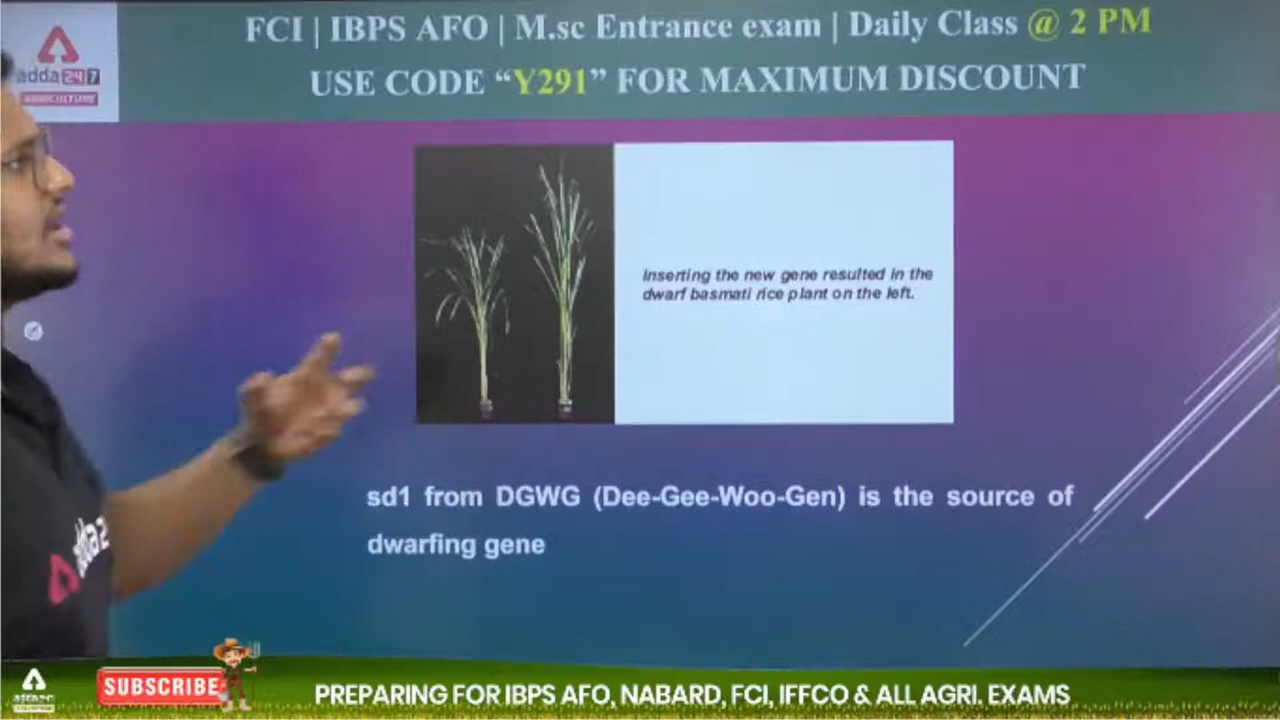 FCI | IBPS AFO | M.sc Entrance exam | Daily Class @ 2 PM
USE CODE “Y291” FOR MAXIMUM DISCOUNT
adda247
AGRICULTURE
Inserting the new gene resulted in the
dwarf basmati rice plant on the left.
sd1 from DGWG (Dee-Gee-Woo-Gen) is the source of
dwarfing gene
SUBSCRIBE
PREPARING FOR IBPS AFO, NABARD, FCI, IFFCO & ALL AGRI. EXAMS